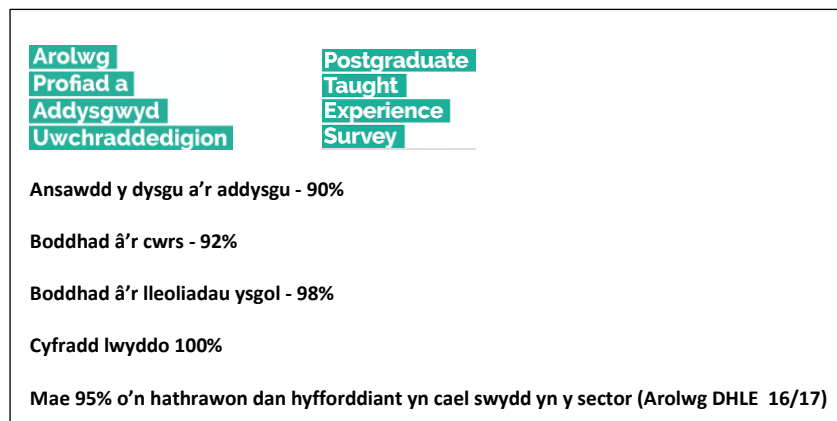 Arolwg
Profiad a
Addysgwyd
Uwchraddedigion
Postgraduate
Taught
Experience
Survey
Ansawdd y dysgu a'r addysgu - 90%
Boddhad â'r cwrs - 92%
Boddhad â'r lleoliadau ysgol - 98%
Cyfradd lwyddo 100%
Mae 95% o'n hathrawon dan hyfforddiant yn cael swydd yn y sector (Arolwg DHLE 16/17)